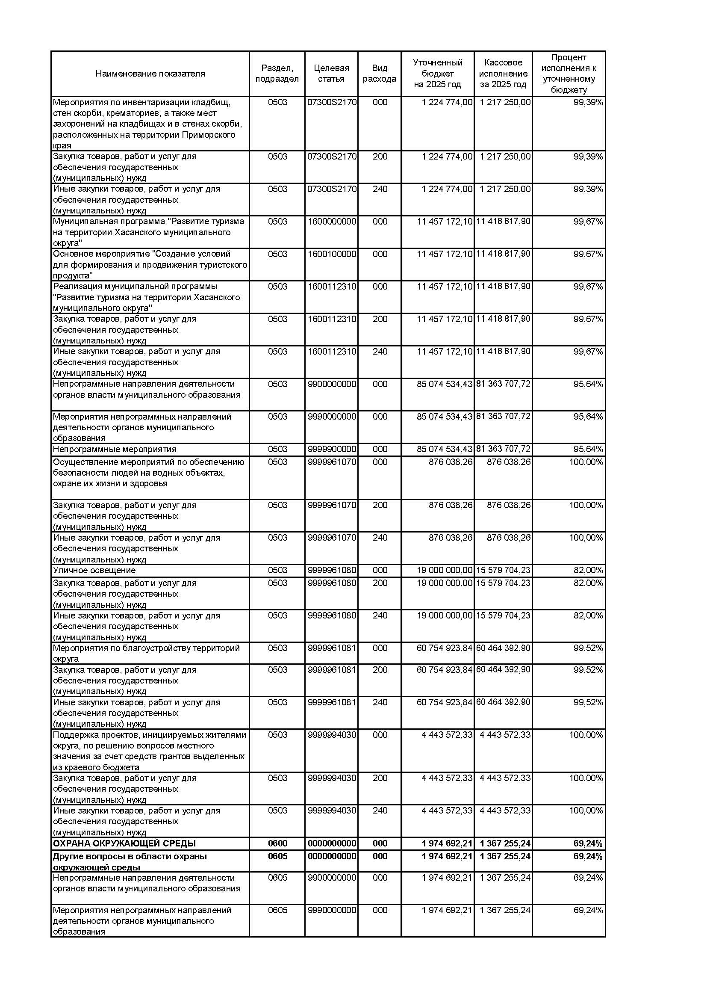 Наименование показателя
Раздел,
подраздел
Целевая
статья
Вид
расхода
Уточненный
бюджет
на 2025 год
Кассовое
исполнение
за 2025 год
Процент
исполнения к
уточненному
бюджету
Мероприятия по инвентаризации кладбищ, 0503 07300S2170 000 1 224 774,00 1 217 250,00 99,39%
стен скорби, крематориев, а также мест
захоронений на кладбищах и в стенах скорби,
расположенных на территории Приморского
края
Закупка товаров, работ и услуг для 0503 07300S2170 200 1 224 774,00 1 217 250,00 99,39%
обеспечения государственных
(муниципальных) нужд
Иные закупки товаров, работ и услуг для 0503 07300S2170 240 1 224 774,00 1 217 250,00 99,39%
обеспечения государственных
(муниципальных) нужд
Муниципальная программа "Развитие туризма 0503 1600000000 000 11 457 172,10 11 418 817,90 99,67%
на территории Хасанского муниципального
округа"
Основное мероприятие "Создание условий 0503 1600100000 000 11 457 172,10 11 418 817,90 99,67%
для формирования и продвижения туристского
продукта"
Реализация муниципальной программы 0503 1600112310 000 11 457 172,10 11 418 817,90 99,67%
"Развитие туризма на территории Хасанского
муниципального округа"
Закупка товаров, работ и услуг для 0503 1600112310 200 11 457 172,10 11 418 817,90 99,67%
обеспечения государственных
(муниципальных) нужд
Иные закупки товаров, работ и услуг для 0503 1600112310 240 11 457 172,10 11 418 817,90 99,67%
обеспечения государственных
(муниципальных) нужд
Непрограммные направления деятельности 0503 9900000000 000 85 074 534,43 81 363 707,72 95,64%
органов власти муниципального образования
Мероприятия непрограммных направлений 0503 9990000000 000 85 074 534,43 81 363 707,72 95,64%
деятельности органов муниципального
образования
Непрограммные мероприятия 0503 9999900000 000 85 074 534,43 81 363 707,72 95,64%
Осуществление мероприятий по обеспечению 0503 9999961070 000 876 038,26 876 038,26 100,00%
безопасности людей на водных объектах,
охране их жизни и здоровья
Закупка товаров, работ и услуг для 0503 9999961070 200 876 038,26 876 038,26 100,00%
обеспечения государственных
(муниципальных) нужд
Иные закупки товаров, работ и услуг для 0503 9999961070 240 876 038,26 876 038,26 100,00%
обеспечения государственных
(муниципальных) нужд
Уличное освещение 0503 9999961080 000 19 000 000,00 15 579 704,23 82,00%
Закупка товаров, работ и услуг для 0503 9999961080 200 19 000 000,00 15 579 704,23 82,00%
обеспечения государственных
(муниципальных) нужд
Иные закупки товаров, работ и услуг для 0503 9999961080 240 19 000 000,00 15 579 704,23 82,00%
обеспечения государственных
(муниципальных) нужд
Мероприятия по благоустройству территорий 0503 9999961081 000 60 754 923,84 60 464 392,90 99,52%
округа
Закупка товаров, работ и услуг для 0503 9999961081 200 60 754 923,84 60 464 392,90 99,52%
обеспечения государственных
(муниципальных) нужд
Иные закупки товаров, работ и услуг для 0503 9999961081 240 60 754 923,84 60 464 392,90 99,52%
обеспечения государственных
(муниципальных) нужд
Поддержка проектов, инициируемых жителями 0503 9999994030 000 4 443 572,33 4 443 572,33 100,00%
округа, по решению вопросов местного
значения за счет средств грантов выделенных
из краевого бюджета
Закупка товаров, работ и услуг для 0503 9999994030 200 4 443 572,33 4 443 572,33 100,00%
обеспечения государственных
(муниципальных) нужд
Иные закупки товаров, работ и услуг для 0503 9999994030 240 4 443 572,33 4 443 572,33 100,00%
обеспечения государственных
(муниципальных) нужд
ОХРАНА ОКРУЖАЮЩЕЙ СРЕДЫ 0600 0000000000 000 1 974 692,21 1 367 255,24 69,24%
Другие вопросы в области охраны 0605 0000000000 000 1 974 692,21 1 367 255,24 69,24%
окружающей среды
Непрограммные направления деятельности 0605 9900000000 000 1 974 692,21 1 367 255,24 69,24%
органов власти муниципального образования
Мероприятия непрограммных направлений 0605 9990000000 000 1 974 692,21 1 367 255,24 69,24%
деятельности органов муниципального
образования